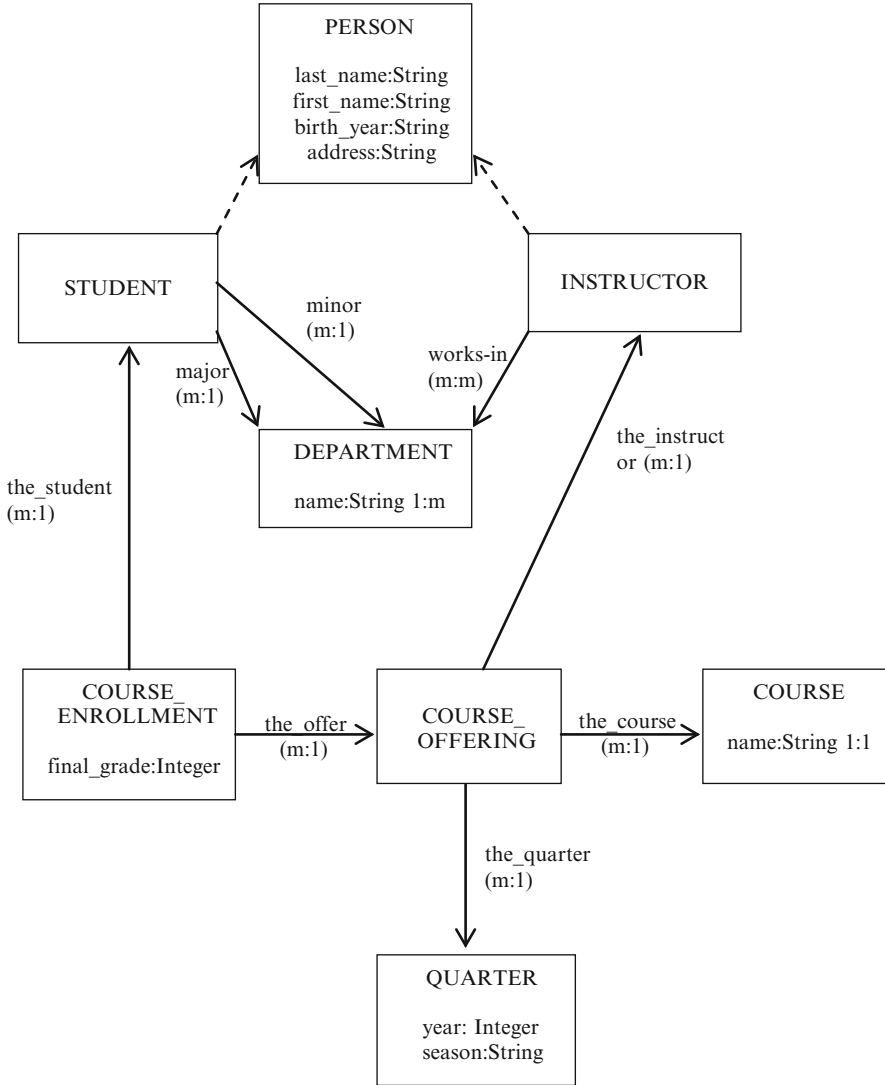 PERSON
last_name:String
first_name:String
birth_year:String
address:String
STUDENT
INSTRUCTOR
minor
(m:1)
major
(m:1)
works-in
(m:m)
DEPARTMENT
name:String 1:m
the_student
(m:1)
the_instruct
or (m:1)
COURSE_
ENROLLMENT
final_grade:Integer
the_offer
(m:1)
COURSE_
OFFERING
the_course
(m:1)
COURSE
name:String 1:1
the_quarter
(m:1)
QUARTER
year: Integer
season:String